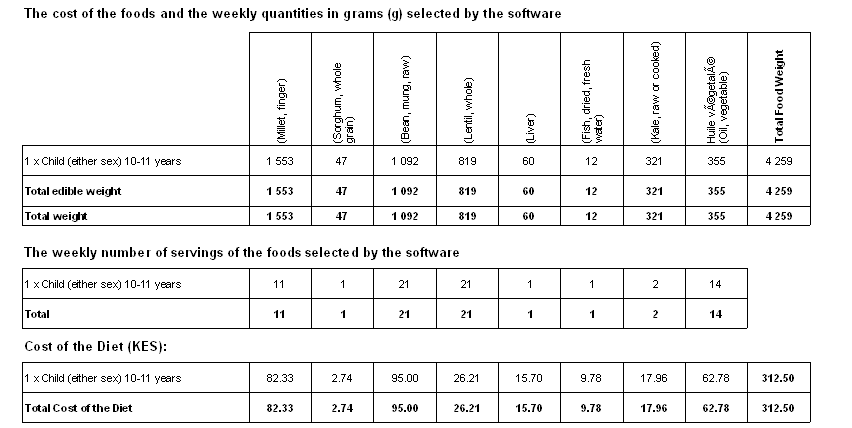 The cost of the foods and the weekly quantities in grams (g) selected by the software
(Millet, finger) (Sorghum, whole grain) (Bean, mung, raw) (Lentil, whole) (Liver) (Fish, dried, fresh water) (Kale, raw or cooked) Huile vÃ©getalÃ© (Oil, vegetable) Total Food Weight
1 x Child (either sex) 10-11 years 1 553 47 1 092 819 60 12 321 355 4 259
Total edible weight 1 553 47 1 092 819 60 12 321 355 4 259
Total weight 1 553 47 1 092 819 60 12 321 355 4 259
The weekly number of servings of the foods selected by the software
1 x Child (either sex) 10-11 years 11 1 21 21 1 1 2 14
Total 11 1 21 21 1 1 2 14
Cost of the Diet (KES):
1 x Child (either sex) 10-11 years 82.33 2.74 95.00 26.21 15.70 9.78 17.96 62.78 312.50
Total Cost of the Diet 82.33 2.74 95.00 26.21 15.70 9.78 17.96 62.78 312.50